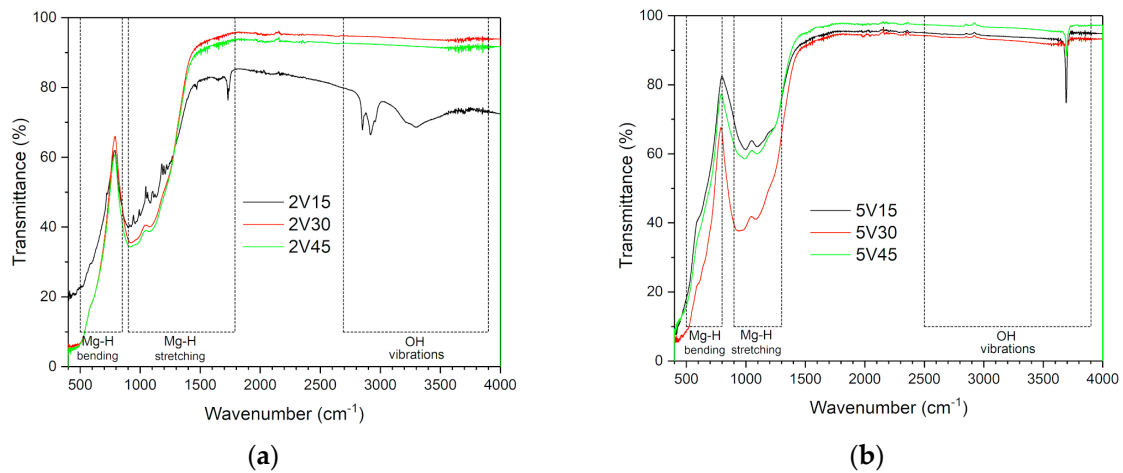 100
80
60
40
20
0
Transmittance (%)
2V15
2V30
2V45
Mg-H
bending
Mg-H
stretching
OH
vibrations
500 1000 1500 2000 2500 3000 3500 4000
Wavenumber (cm-1)
(a)
100
80
60
40
20
0
Transmittance (%)
5V15
5V30
5V45
Mg-H
bending
Mg-H
stretching
OH
vibrations
500 1000 1500 2000 2500 3000 3500 4000
Wavenumber (cm-1)
(b)